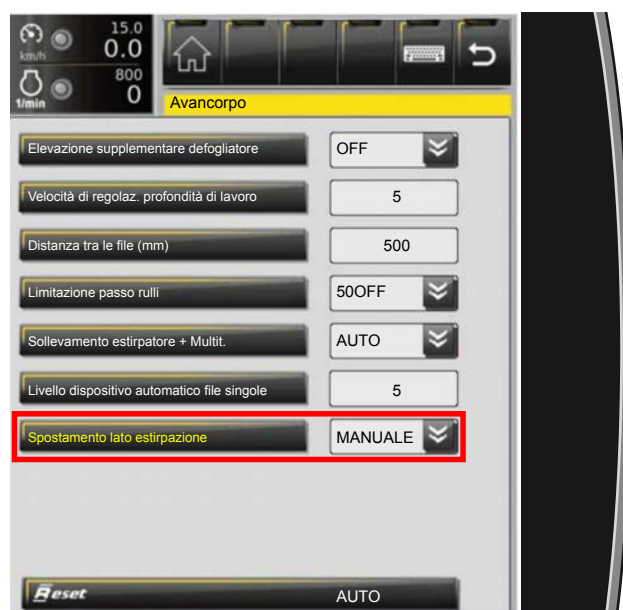 15.0
km/h 0.0
800
1/min 0
Avancorpo
Elevazione supplementare defogliatore OFF
Velocità di regolaz. profondità di lavoro 5
Distanza tra le file (mm) 500
Limitazione passo rulli 50OFF
Sollevamento estirpatore + Multit. AUTO
Livello dispositivo automatico file singole 5
Spostamento lato estirpazione MANUALE
Reset AUTO